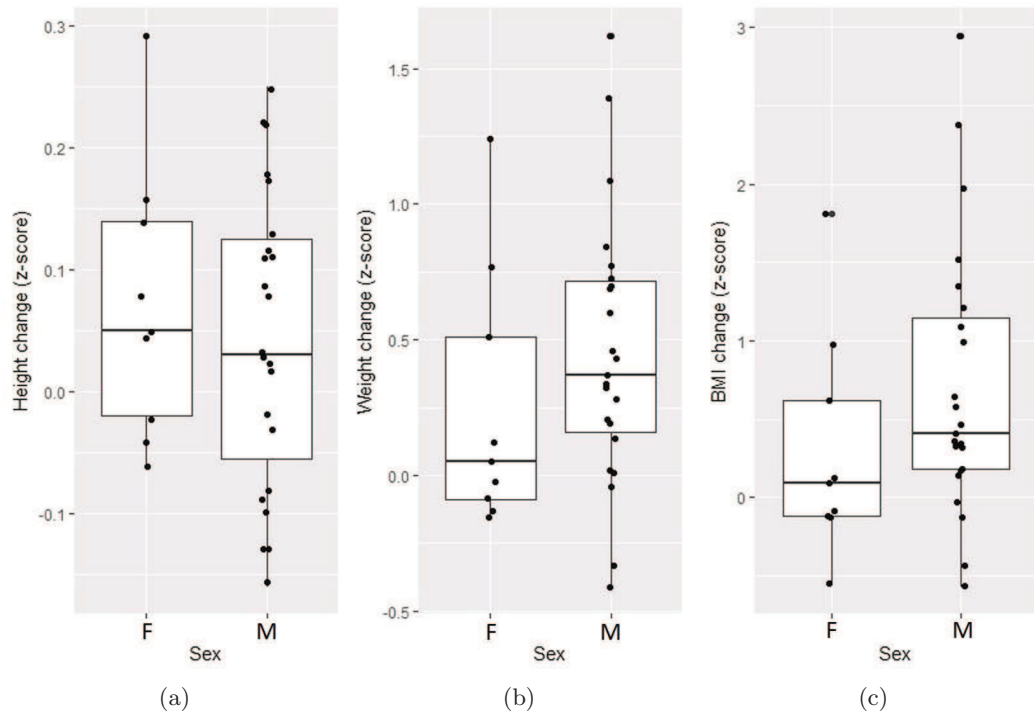 Height change (z-score)
0.3
0.2
0.1
0.0
-0.1
F
M
Sex
(a)
Weight change (z-score)
1.5
1.0
0.5
0.0
-0.5
F
M
Sex
(b)
BMI change (z-score)
3
2
1
0
F
M
Sex
(c)